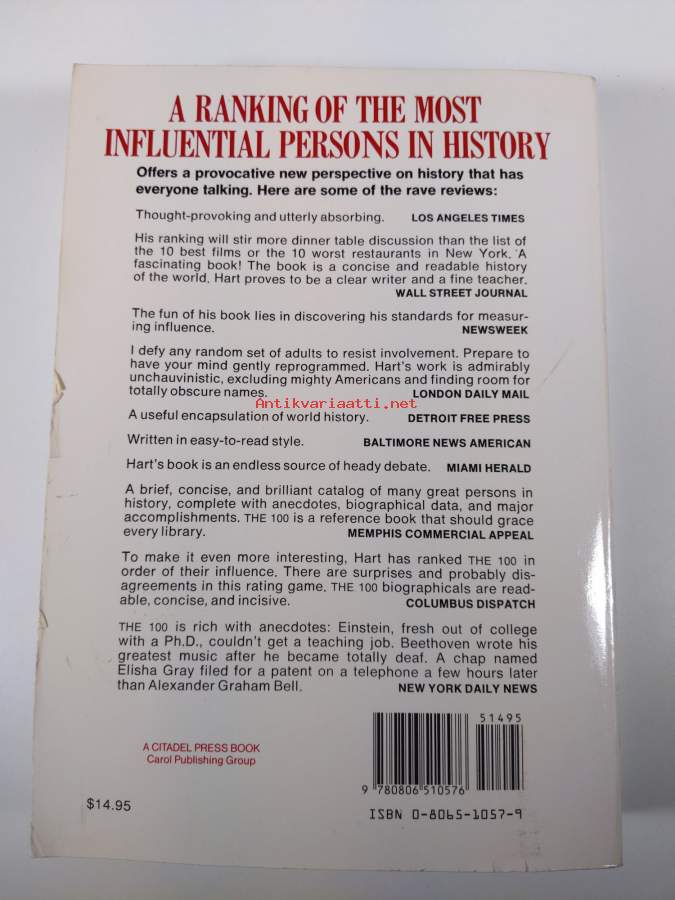 A RANKING OF THE MOST
INFLUENTIAL PERSONS IN HISTORY
Offers a provocative new perspective on history that has
everyone talking. Here are some of the rave reviews:
Thought-provoking and utterly absorbing. LOS ANGELES TIMES
His ranking will stir more dinner table discussion than the list of
the 10 best films or the 10 worst restaurants in New York. A
fascinating book! The book is a concise and readable history
of the world. Hart proves to be a clear writer and a fine teacher.
WALL STREET JOURNAL
The fun of his book lies in discovering his standards for measur-
ing influence. NEWSWEEK
I defy any random set of adults to resist involvement. Prepare to
have your mind gently reprogrammed. Hart's work is admirably
unchauvinistic, excluding mighty Americans and finding room for
totally obscure names. LONDON DAILY MAIL
Antikvariaatti.net
A useful encapsulation of world history. DETROIT FREE PRESS
Written in easy-to-read style. BALTIMORE NEWS AMERICAN
Hart's book is an endless source of heady debate. MIAMI HERALD
A brief, concise, and brilliant catalog of many great persons in
history, complete with anecdotes, biographical data, and major
accomplishments. THE 100 is a reference book that should grace
every library. MEMPHIS COMMERCIAL APPEAL
To make it even more interesting, Hart has ranked THE 100 in
order of their influence. There are surprises and probably dis-
agreements in this rating game. THE 100 biographicals are read-
able, concise, and incisive. COLUMBUS DISPATCH
THE 100 is rich with anecdotes: Einstein, fresh out of college
with a Ph.D., couldn't get a teaching job. Beethoven wrote his
greatest music after he became totally deaf. A chap named
Elisha Gray filed for a patent on a telephone a few hours later
than Alexander Graham Bell. NEW YORK DAILY NEWS
51495
A CITADEL PRESS BOOK
Carol Publishing Group
9 780806 510576
$14.95
ISBN 0-8065-1057-9